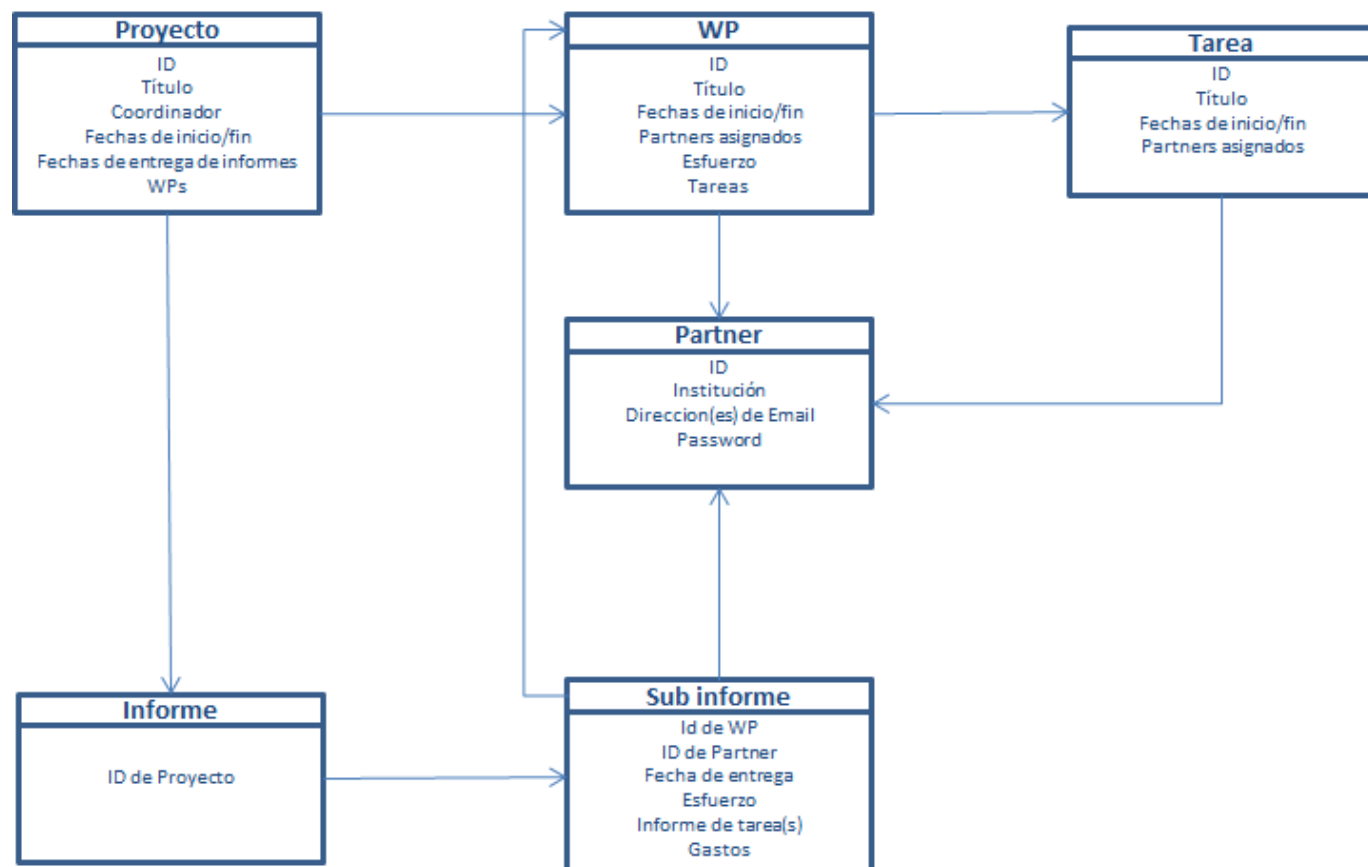 Proyecto
ID
Título
Coordinador
Fechas de inicio/fin
Fechas de entrega de informes
WPs
WP
ID
Título
Fechas de inicio/fin
Partners asignados
Esfuerzo
Tareas
Tarea
ID
Título
Fechas de inicio/fin
Partners asignados
Partner
ID
Institución
Direccion(es) de Email
Password
Informe
ID de Proyecto
Sub informe
Id de WP
ID de Partner
Fecha de entrega
Esfuerzo
Informe de tarea(s)
Gastos